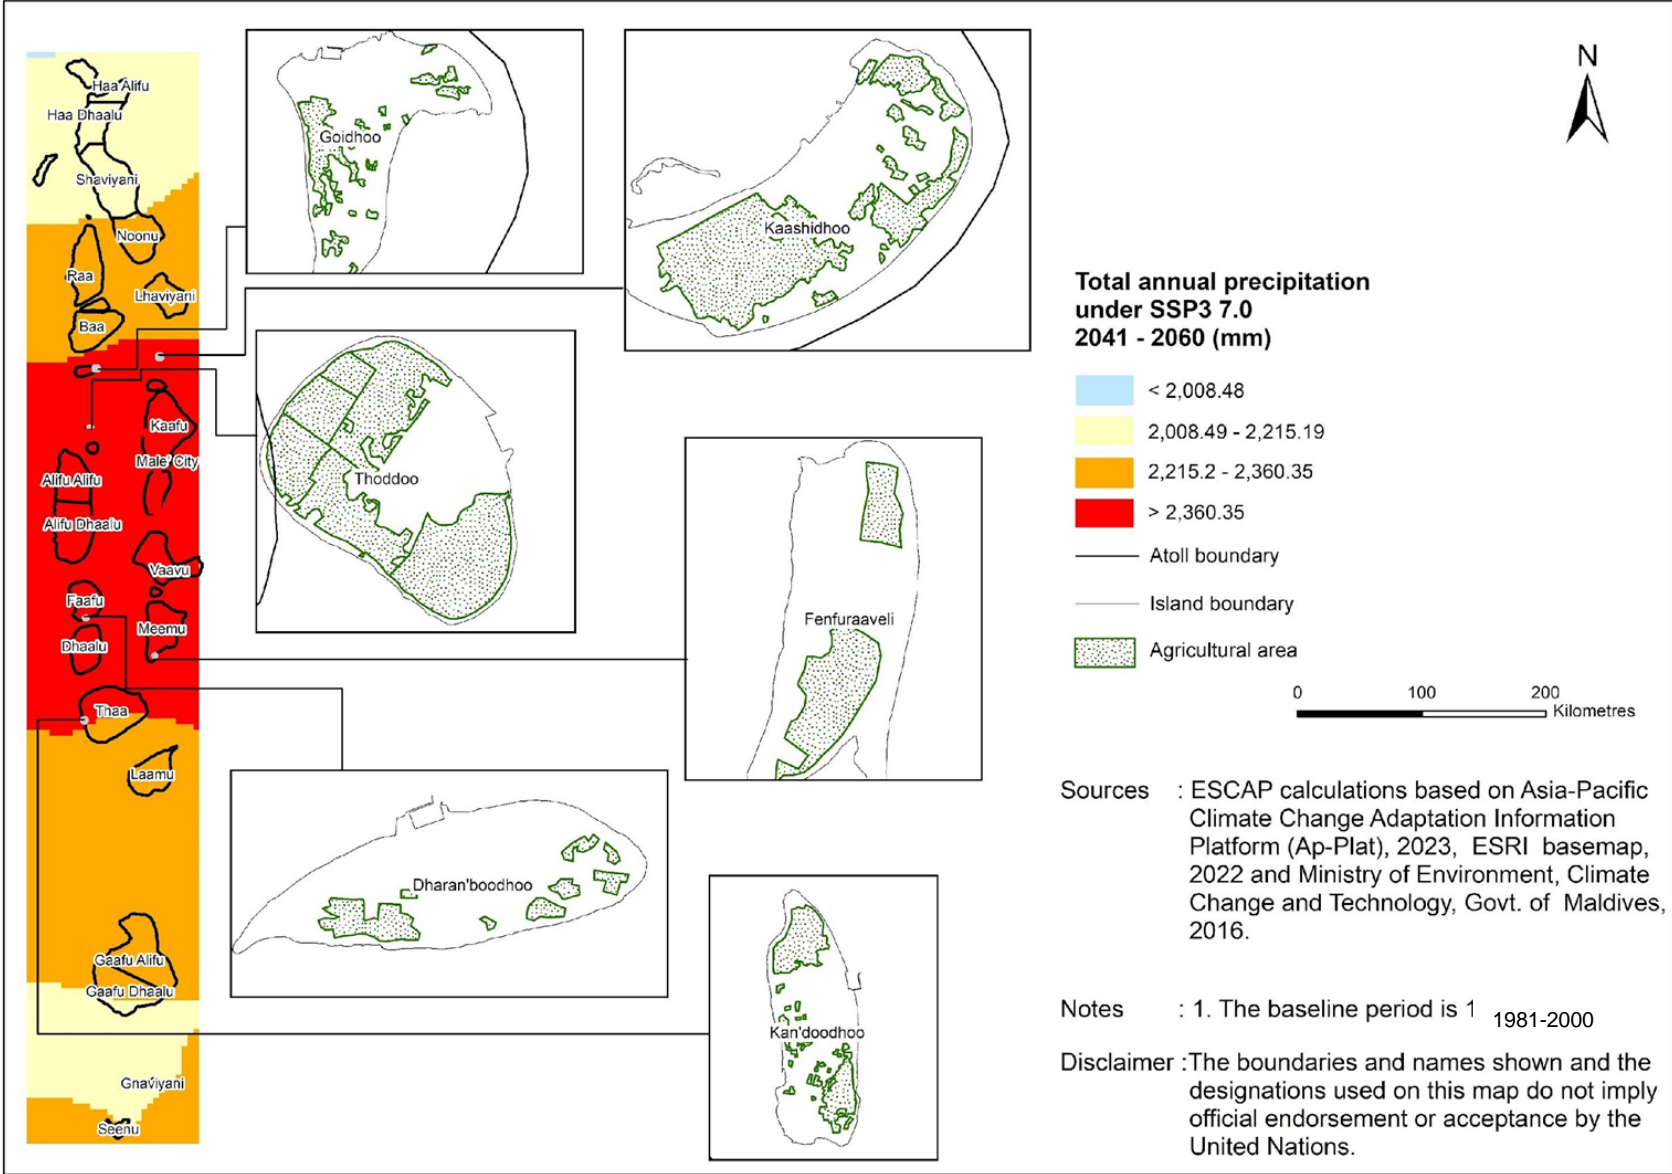 Haa Alifu
Haa Dhaalu
Shaviyani
Noonu
Raa
Lhaviyani
Baa
Kaafu
Male' City
Alifu Alifu
Alifu Dhaalu
Vaavu
Faafu
Meemu
Dhaalu
Thaa
Laamu
Gaafu Alifu
Gaafu Dhaalu
Gnaviyani
Seenu
Goidhoo
Kaashidhoo
Thoddoo
Fenfuraaveli
Dharan'boodhoo
Kan'doodhoo
N
Total annual precipitation
under SSP3 7.0
2041 - 2060 (mm)
< 2,008.48
2,008.49 - 2,215.19
2,215.2 - 2,360.35
> 2,360.35
Atoll boundary
Island boundary
Agricultural area
0 100 200
Kilometres
Sources : ESCAP calculations based on Asia-Pacific
Climate Change Adaptation Information
Platform (Ap-Plat), 2023, ESRI basemap,
2022 and Ministry of Environment, Climate
Change and Technology, Govt. of Maldives,
2016.
Notes : 1. The baseline period is 1 1981-2000
Disclaimer :The boundaries and names shown and the
designations used on this map do not imply
official endorsement or acceptance by the
United Nations.